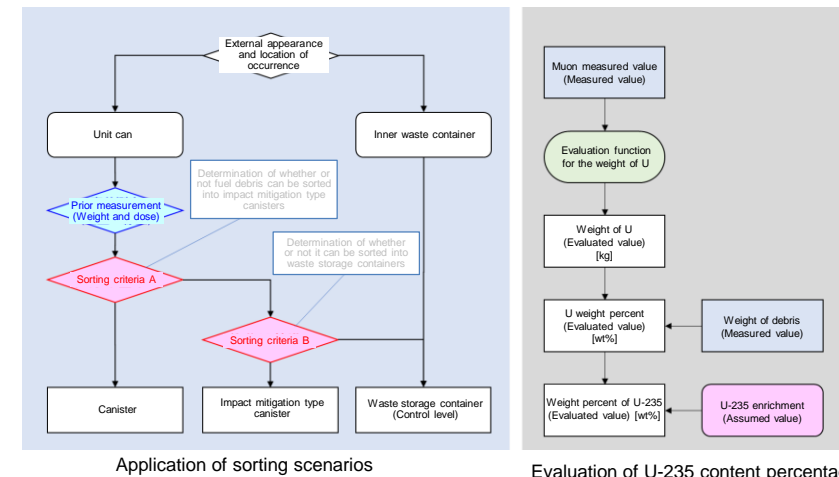 External appearance
and location of
occurrence
Unit can
Inner waste container
Determination of whether or
not fuel debris can be sorted
into impact mitigation type
canisters
Prior measurement
(Weight and dose)
Determination of whether
or not it can be sorted into
waste storage containers
Sorting criteria A
Sorting criteria B
Canister
Impact mitigation type
canister
Waste storage container
(Control level)
Application of sorting scenarios
Muon measured value
(Measured value)
Evaluation function
for the weight of U
Weight of U
(Evaluated value)
[kg]
U weight percent
(Evaluated value)
[wt%]
Weight of debris
(Measured value)
Weight percent of U-235
(Evaluated value) [wt%]
U-235 enrichment
(Assumed value)
Evaluation of U-235 content percenta